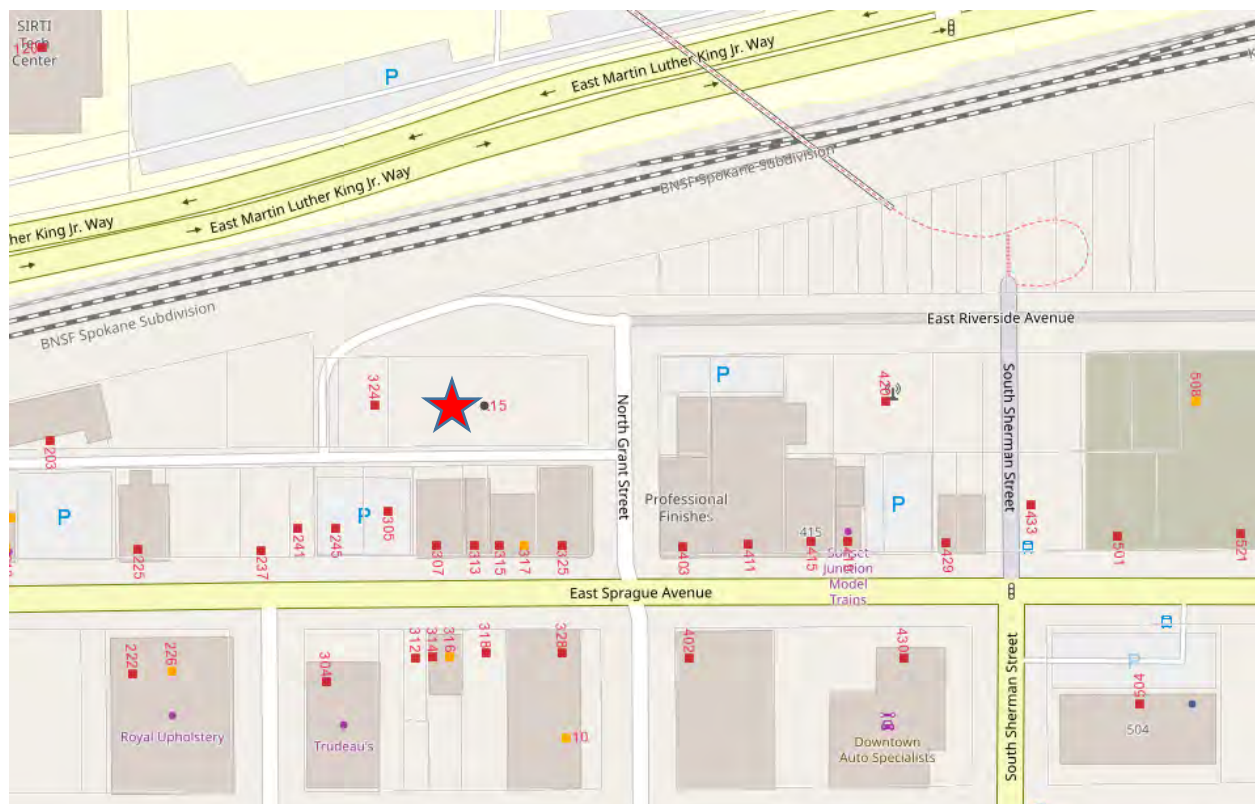 SIRTI
Tech
Center
120
P
East Martin Luther King Jr. Way
East Martin Luther King Jr. Way
her King Jr. Way
BNSF Spokane Subdivision
BNSF Spokane Subdivision
K
East Riverside Avenue
324
15
North Grant Street
P
420
South Sherman Street
508
203
Professional
Finishes
P
P
P
305
225
237
241
245
307
313
315
317
325
403
411
415
415
429
433
501
521
Sunset
Junction
Model
Trains
East Sprague Avenue
222
226
304
312
314
316
318
328
402
430
South Sherman Street
P
504
504
Royal Upholstery
Trudeau's
10
Downtown
Auto Specialists